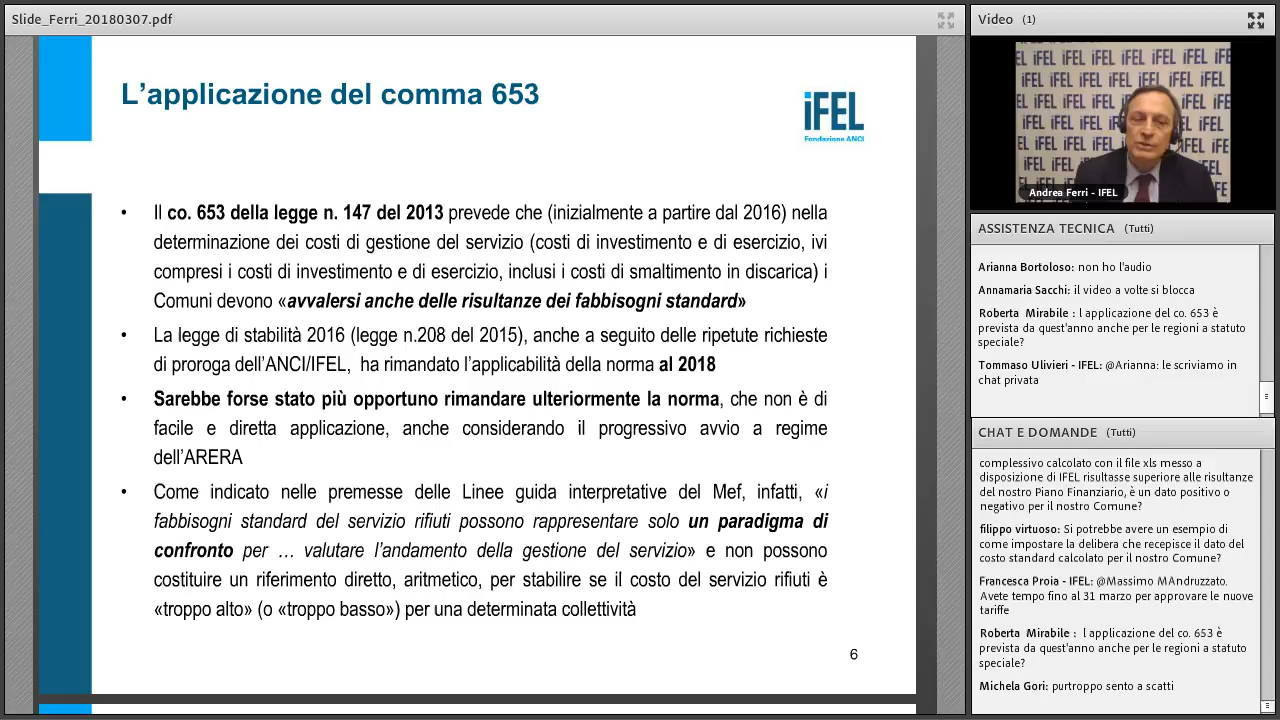 Slide_Ferri_20180307.pdf
L'applicazione del comma 653
iFEL
Fondazione ANCI
• Il co. 653 della legge n. 147 del 2013 prevede che (inizialmente a partire dal 2016) nella
determinazione dei costi di gestione del servizio (costi di investimento e di esercizio, ivi
compresi i costi di investimento e di esercizio, inclusi i costi di smaltimento in discarica) i
Comuni devono «avvalersi anche delle risultanze dei fabbisogni standard»
• La legge di stabilità 2016 (legge n.208 del 2015), anche a seguito delle ripetute richieste
di proroga dell'ANCI/IFEL, ha rimandato l'applicabilità della norma al 2018
• Sarebbe forse stato più opportuno rimandare ulteriormente la norma, che non è di
facile e diretta applicazione, anche considerando il progressivo avvio a regime
dell'ARERA
• Come indicato nelle premesse delle Linee guida interpretative del Mef, infatti, «i
fabbisogni standard del servizio rifiuti possono rappresentare solo un paradigma di
confronto per … valutare l'andamento della gestione del servizio» e non possono
costituire un riferimento diretto, aritmetico, per stabilire se il costo del servizio rifiuti è
«troppo alto» (o «troppo basso») per una determinata collettività
6
Video (1)
Andrea Ferri - IFEL
ASSISTENZA TECNICA (Tutti)
Arianna Bortoloso: non ho l'audio
Annamaria Sacchi: il video a volte si blocca
Roberta Mirabile : l applicazione del co. 653 è
prevista da quest'anno anche per le regioni a statuto
speciale?
Tommaso Ulivieri - IFEL: @Arianna: le scriviamo in
chat privata
CHAT E DOMANDE (Tutti)
complessivo calcolato con il file xls messo a
disposizione di IFEL risultasse superiore alle risultanze
del nostro Piano Finanziario, è un dato positivo o
negativo per il nostro Comune?
filippo virtuoso: Si potrebbe avere un esempio di
come impostare la delibera che recepisce il dato del
costo standard calcolato per il nostro Comune?
Francesca Proia - IFEL: @Massimo MAndruzzato.
Avete tempo fino al 31 marzo per approvare le nuove
tariffe
Roberta Mirabile : l applicazione del co. 653 è
prevista da quest'anno anche per le regioni a statuto
speciale?
Michela Gori: purtroppo sento a scatti